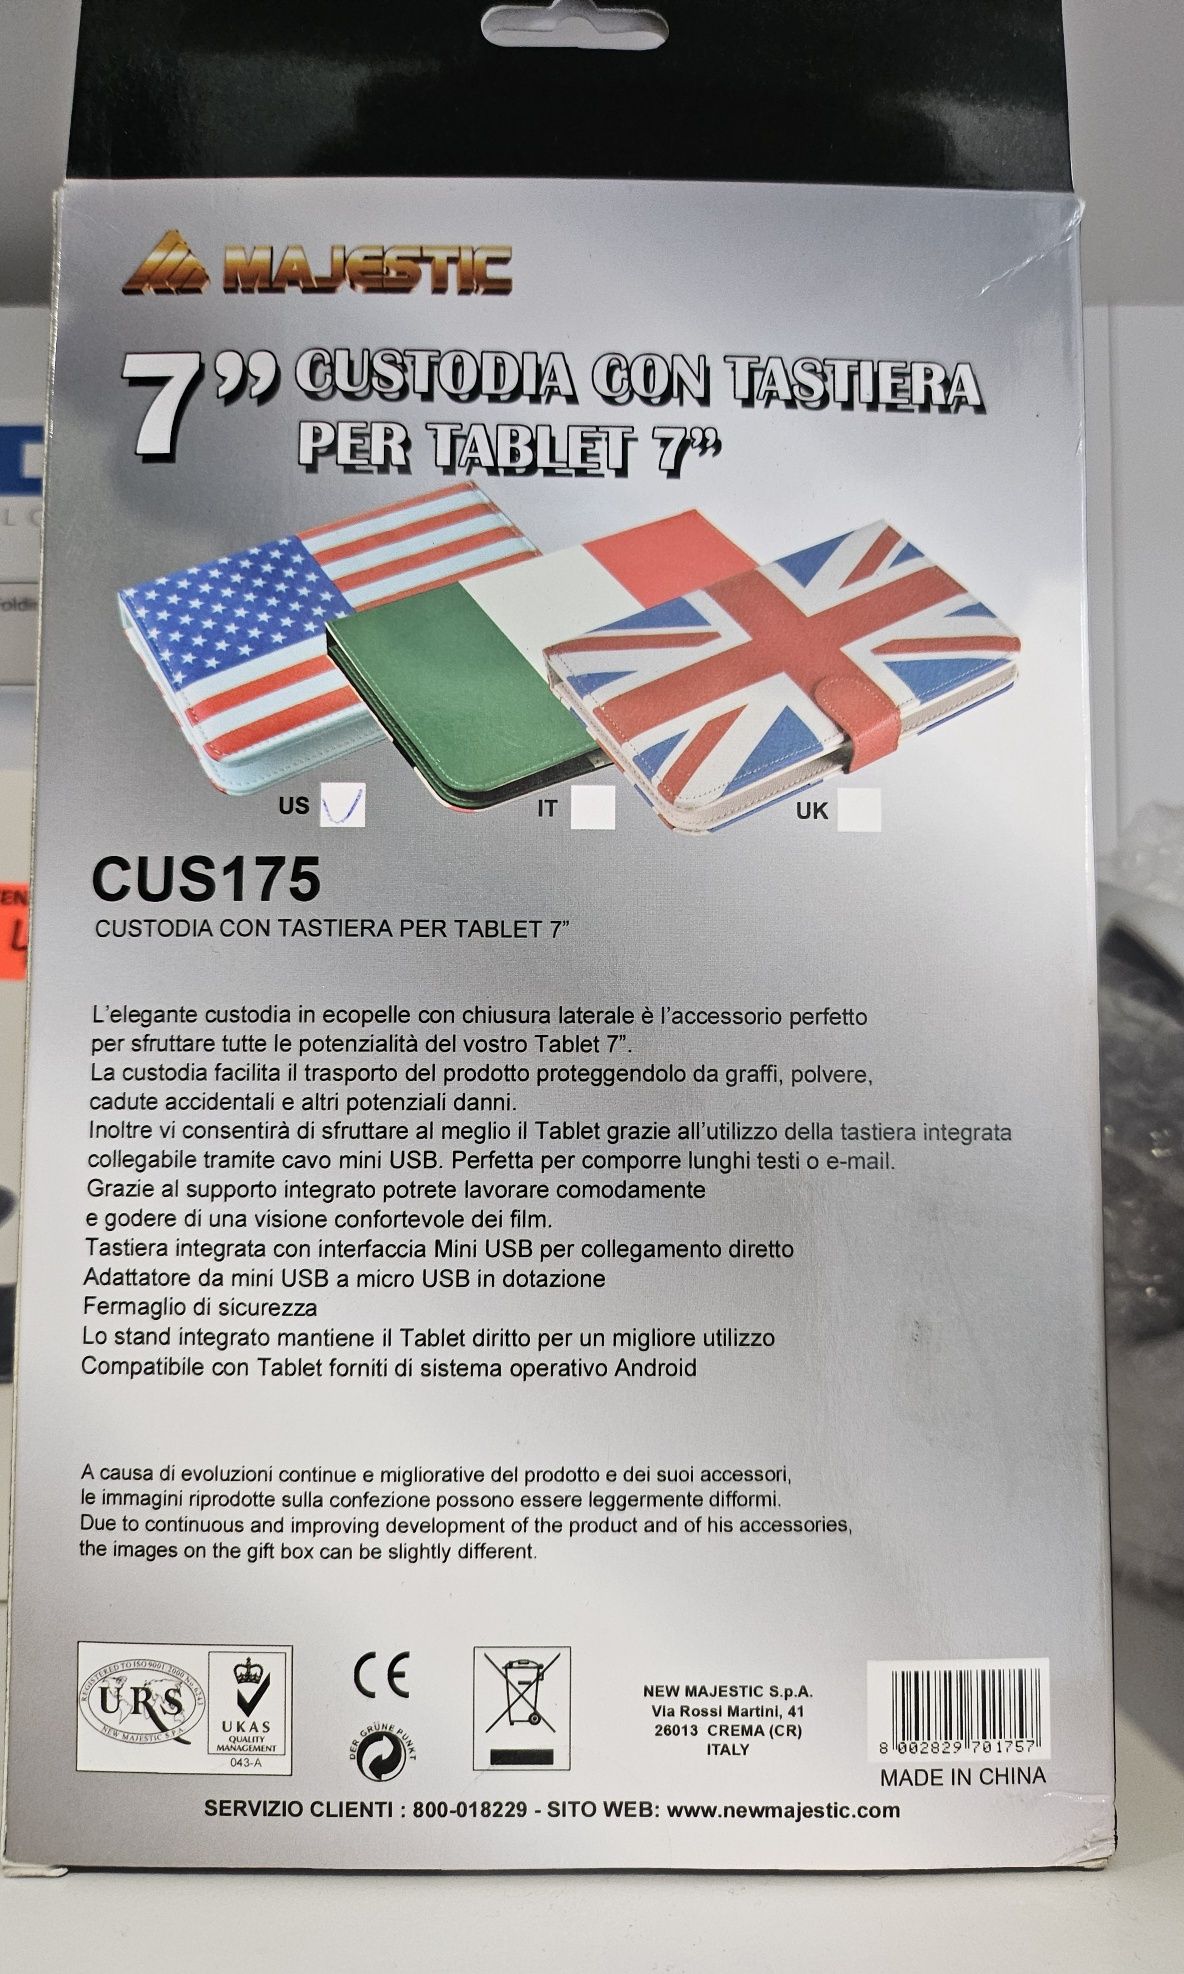 MAJESTIC
7” CUSTODIA CON TASTIERA
PER TABLET 7”
US
IT
UK
CUS175
CUSTODIA CON TASTIERA PER TABLET 7”
L’elegante custodia in ecopelle con chiusura laterale è l’accessorio perfetto
per sfruttare tutte le potenzialità del vostro Tablet 7”.
La custodia facilita il trasporto del prodotto proteggendolo da graffi, polvere,
cadute accidentali e altri potenziali danni.
Inoltre vi consentirà di sfruttare al meglio il Tablet grazie all’utilizzo della tastiera integrata
collegabile tramite cavo mini USB. Perfetta per comporre lunghi testi o e-mail.
Grazie al supporto integrato potrete lavorare comodamente
e godere di una visione confortevole dei film.
Tastiera integrata con interfaccia Mini USB per collegamento diretto
Adattatore da mini USB a micro USB in dotazione
Fermaglio di sicurezza
Lo stand integrato mantiene il Tablet diritto per un migliore utilizzo
Compatibile con Tablet forniti di sistema operativo Android
A causa di evoluzioni continue e migliorative del prodotto e dei suoi accessori,
le immagini riprodotte sulla confezione possono essere leggermente difformi.
Due to continuous and improving development of the product and of his accessories,
the images on the gift box can be slightly different.
REGISTERED TO ISO 9001:2000
URS
NEW MAJESTIC S.P.A.
UKAS
QUALITY
MANAGEMENT
043-A
CE
DER GRÜNE PUNKT
NEW MAJESTIC S.p.A.
Via Rossi Martini, 41
26013 CREMA (CR)
ITALY
8 002829 701757
MADE IN CHINA
SERVIZIO CLIENTI : 800-018229 - SITO WEB: www.newmajestic.com